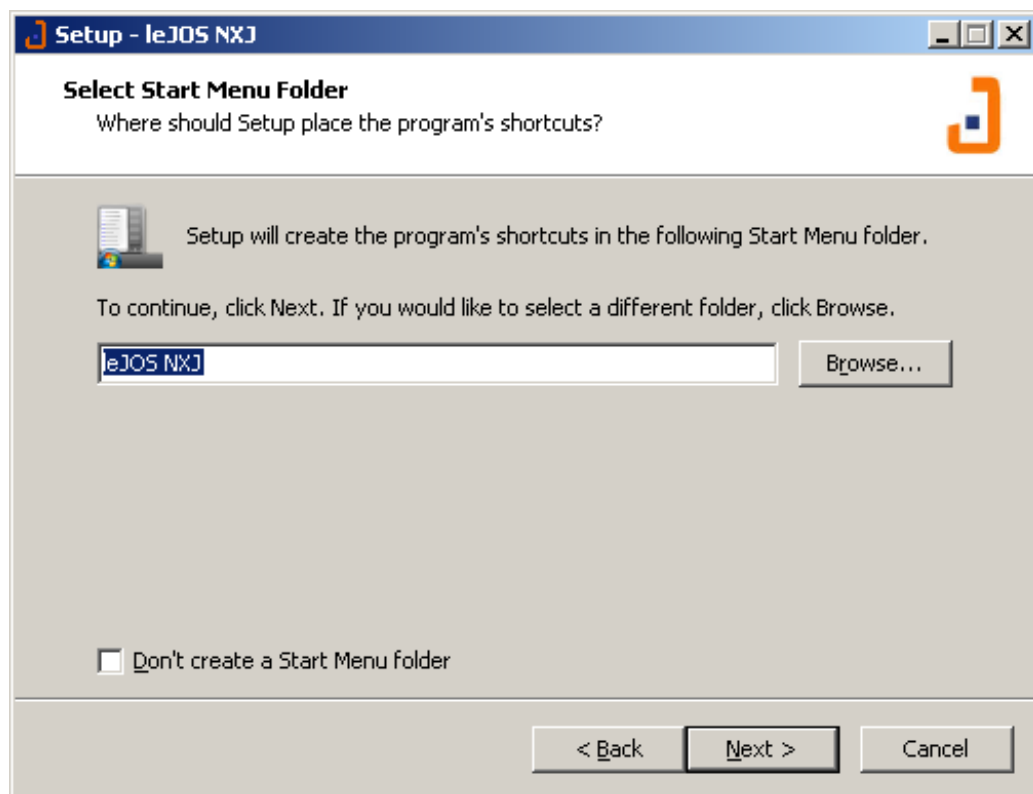 Setup - leJOS NXJ
Select Start Menu Folder
Where should Setup place the program's shortcuts?
Setup will create the program's shortcuts in the following Start Menu folder.
To continue, click Next. If you would like to select a different folder, click Browse.
leJOS NXJ
Browse...
Don't create a Start Menu folder
< Back
Next >
Cancel